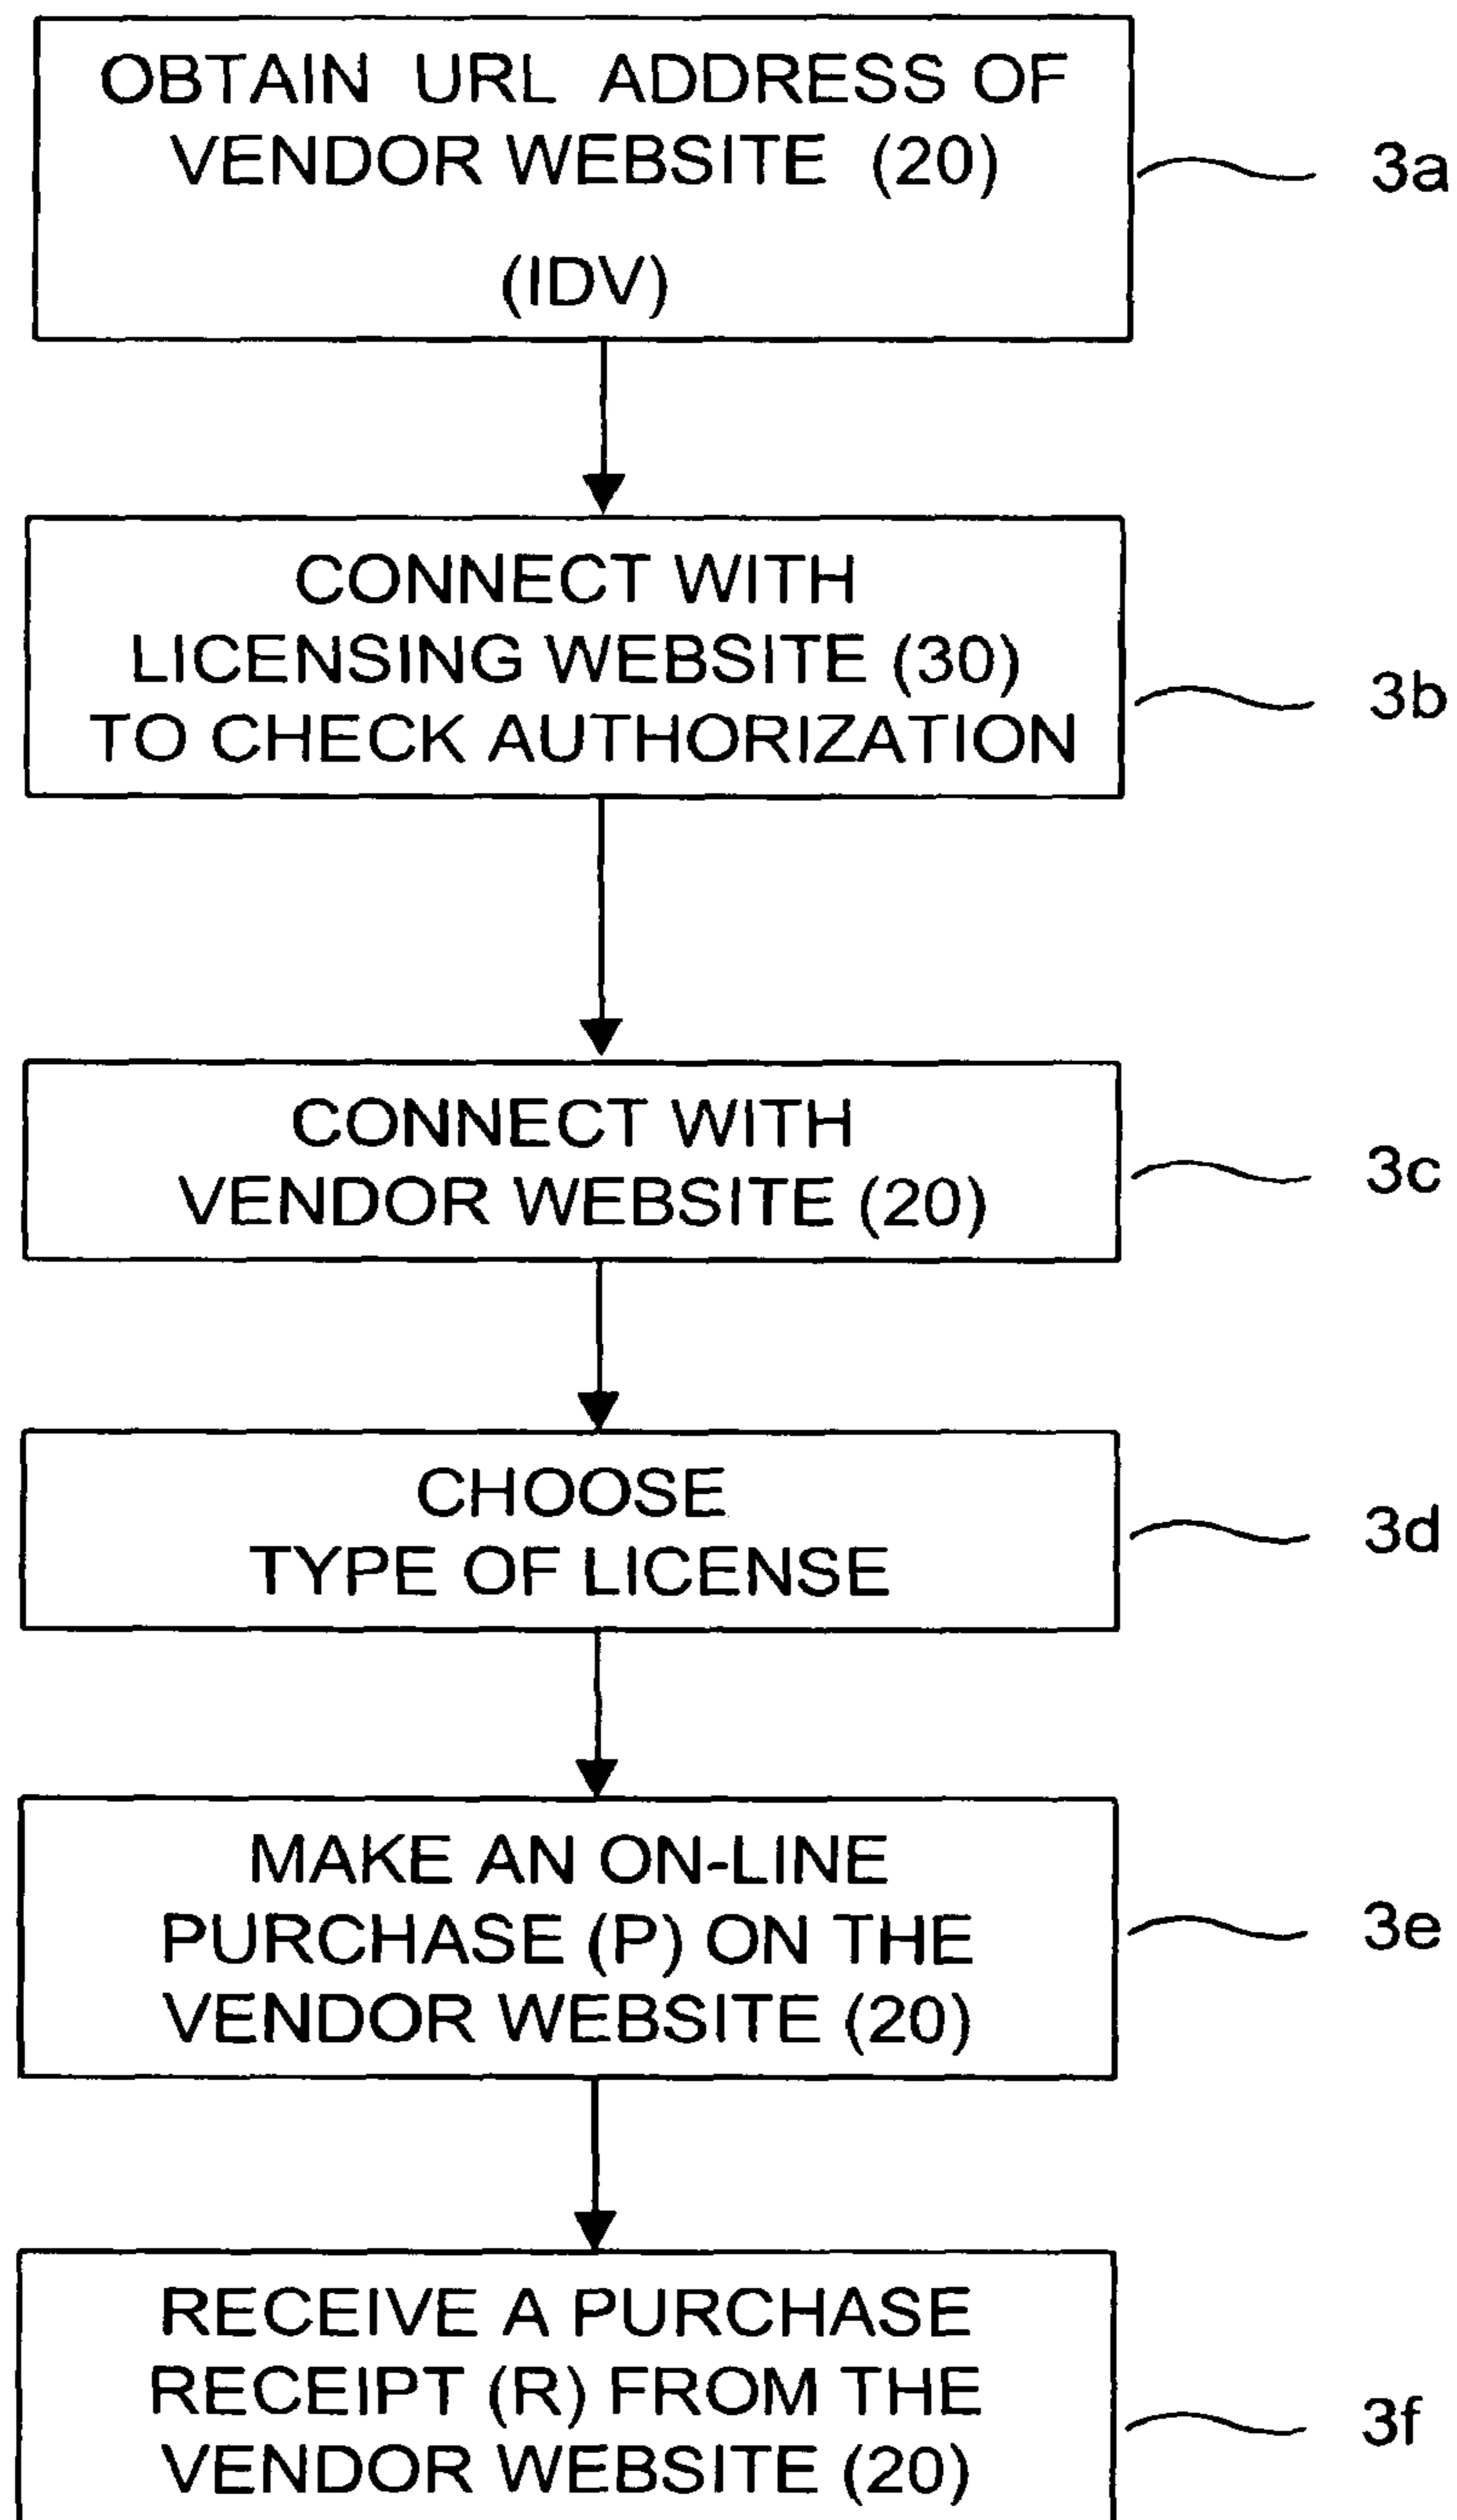 OBTAIN URL ADDRESS OF
VENDOR WEBSITE (20)
(IDV)
3a
CONNECT WITH
LICENSING WEBSITE (30)
TO CHECK AUTHORIZATION
3b
CONNECT WITH
VENDOR WEBSITE (20)
3c
CHOOSE
TYPE OF LICENSE
3d
MAKE AN ON-LINE
PURCHASE (P) ON THE
VENDOR WEBSITE (20)
3e
RECEIVE A PURCHASE
RECEIPT (R) FROM THE
VENDOR WEBSITE (20)
3f